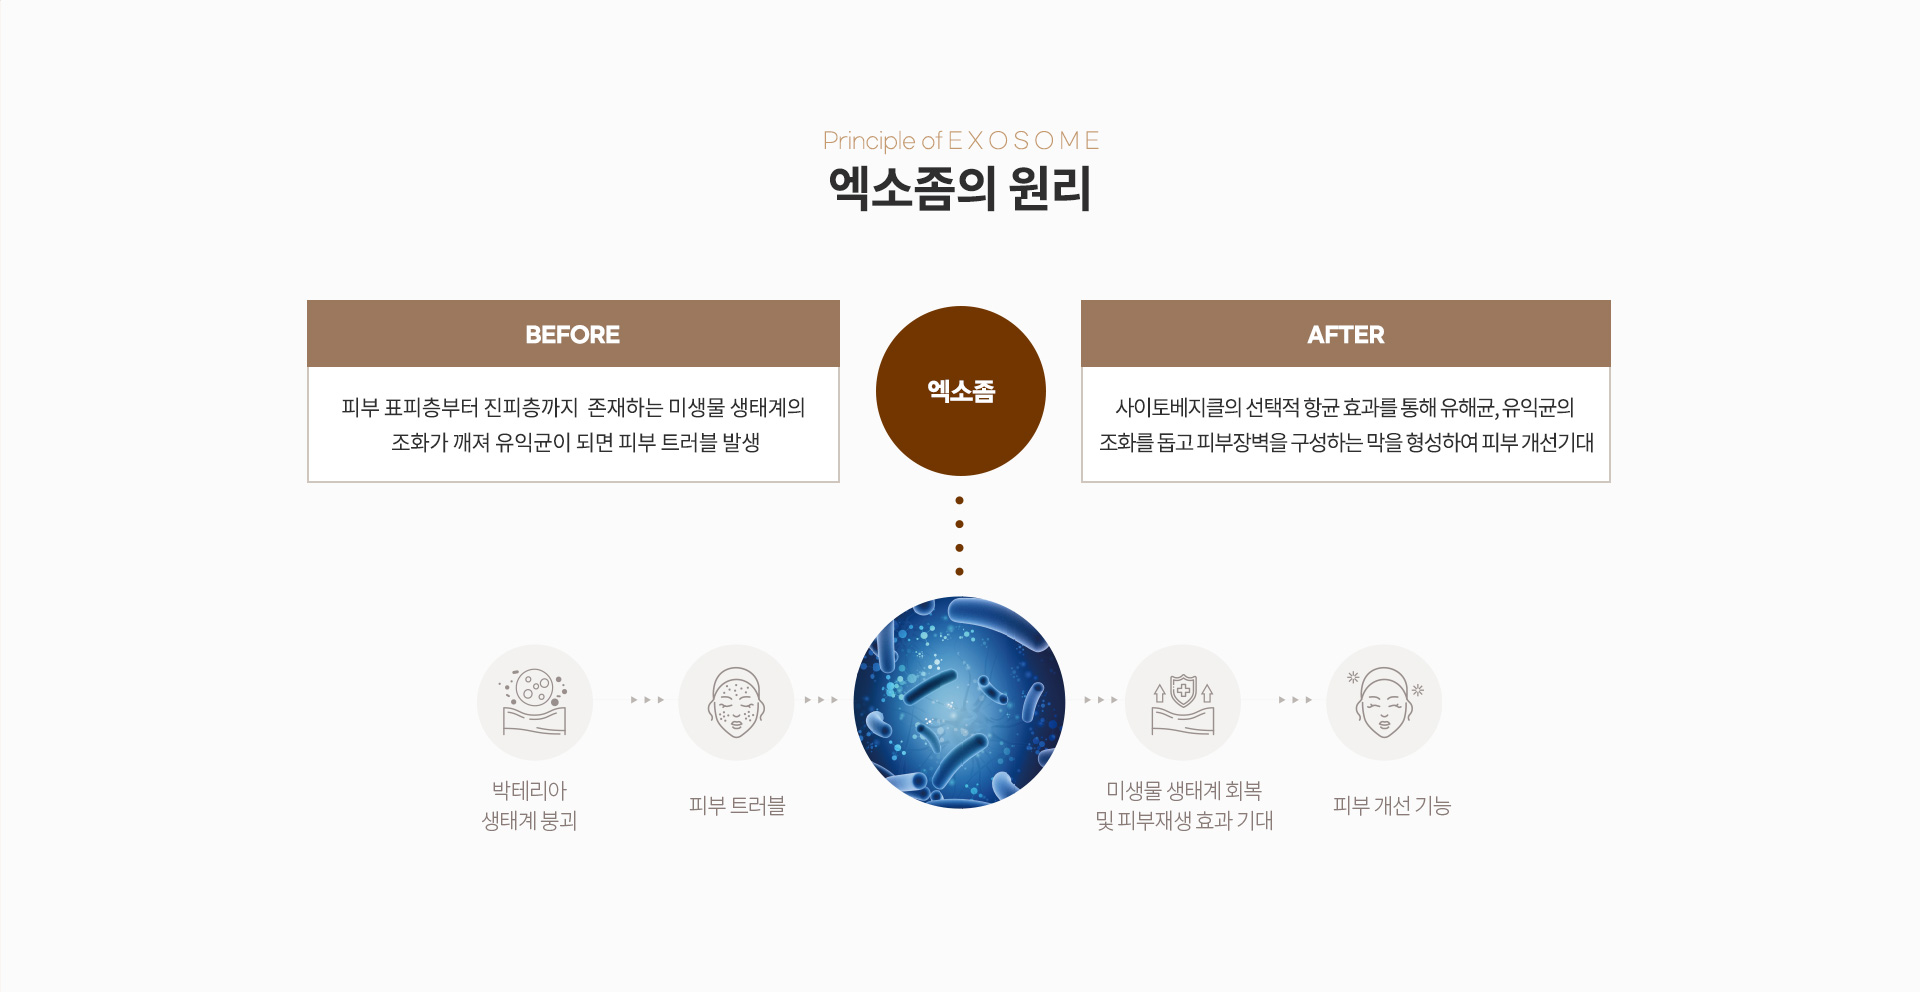 Principle of EXOSOME
엑소좀의 원리
BEFORE
피부 표피층부터 진피층까지 존재하는 미생물 생태계의
조화가 깨져 유익균이 되면 피부 트러블 발생
엑소좀
AFTER
사이토베지클의 선택적 항균 효과를 통해 유해균, 유익균의
조화를 돕고 피부장벽을 구성하는 막을 형성하여 피부 개선기대
박테리아
생태계 붕괴
피부 트러블
미생물 생태계 회복
및 피부재생 효과 기대
피부 개선 기능